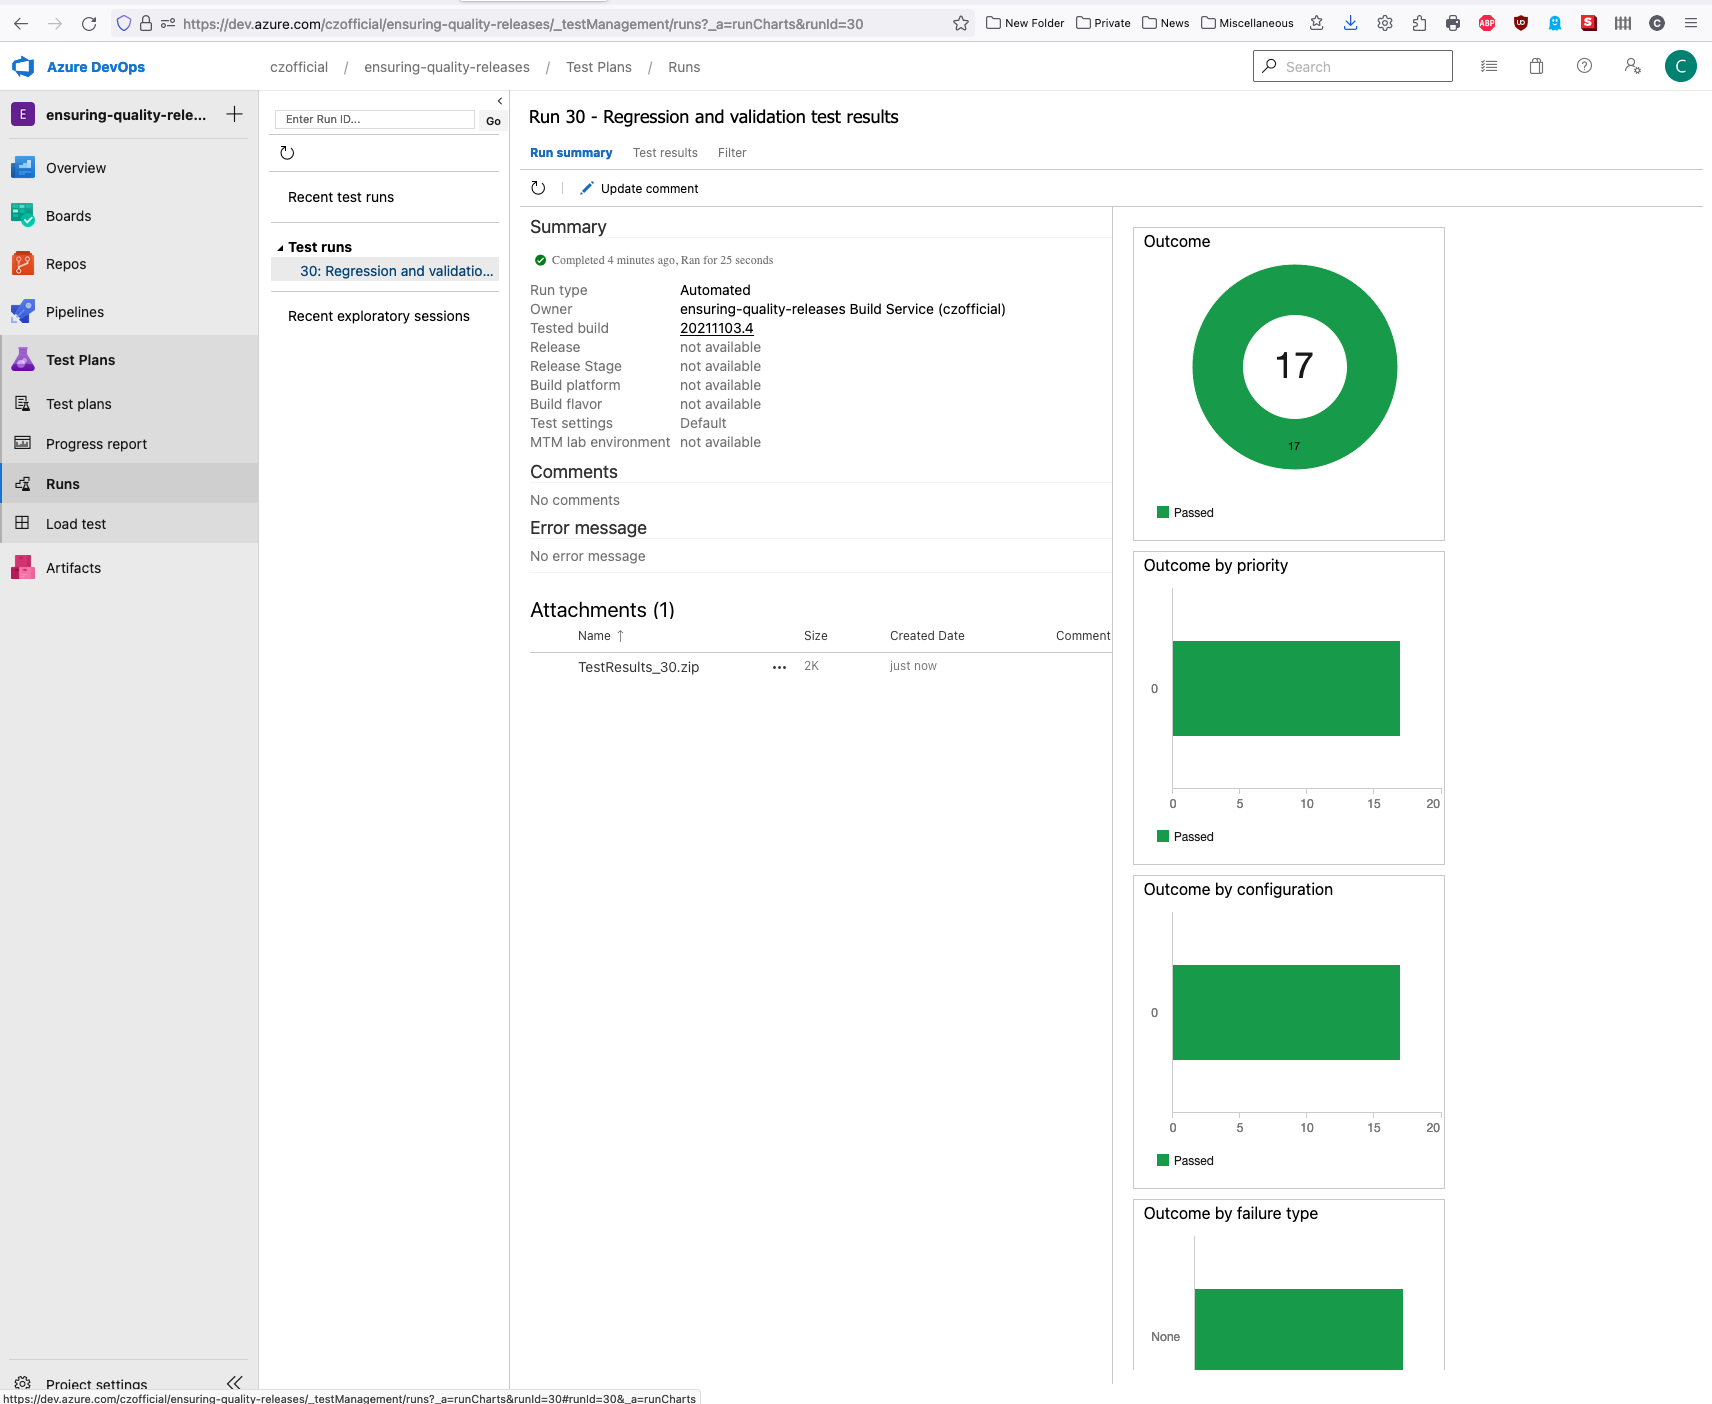 https://dev.azure.com/czofficial/ensuring-quality-releases/_testManagement/runs?_a=runCharts&runId=30
New Folder
Private
News
Miscellaneous
ABP
UD
S
C
Azure DevOps
czofficial / ensuring-quality-releases / Test Plans / Runs
Search
C
E
ensuring-quality-rele...
Overview
Boards
Repos
Pipelines
Test Plans
Test plans
Progress report
Runs
Load test
Artifacts
Project settings
Enter Run ID...
Go
Recent test runs
Test runs
30: Regression and validatio...
Recent exploratory sessions
Run 30 - Regression and validation test results
Run summary
Test results
Filter
Update comment
Summary
Completed 4 minutes ago, Ran for 25 seconds
Run type Automated
Owner ensuring-quality-releases Build Service (czofficial)
Tested build 20211103.4
Release not available
Release Stage not available
Build platform not available
Build flavor not available
Test settings Default
MTM lab environment not available
Comments
No comments
Error message
No error message
Attachments (1)
Name ↑ Size Created Date Comment
TestResults_30.zip ... 2K just now
Outcome
17
17
Passed
Outcome by priority
0
0 5 10 15 20
Passed
Outcome by configuration
0
0 5 10 15 20
Passed
Outcome by failure type
None
https://dev.azure.com/czofficial/ensuring-quality-releases/_testManagement/runs?_a=runCharts&runId=30#runId=30&_a=runCharts